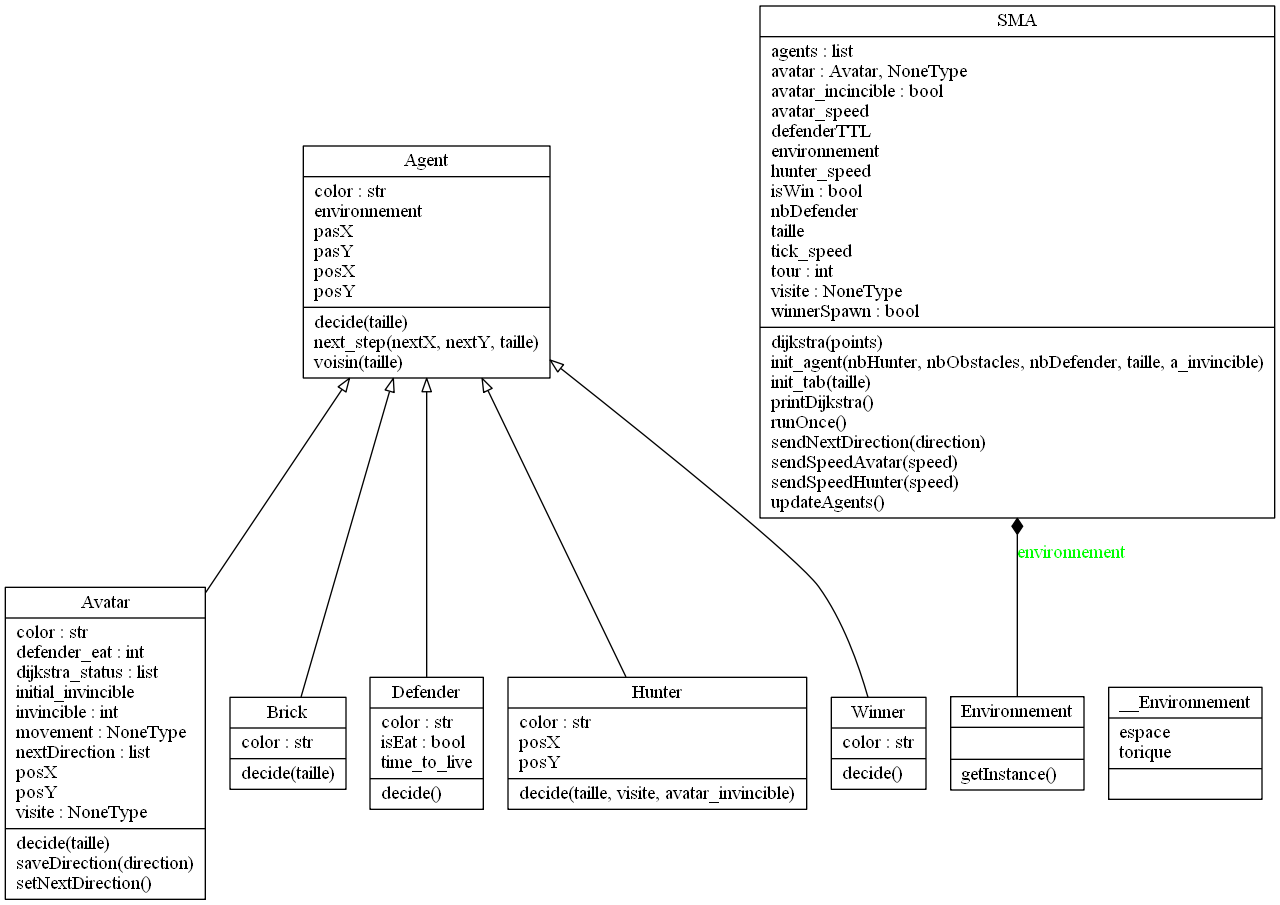 SMA
agents : list
avatar : Avatar, NoneType
avatar_incincible : bool
avatar_speed
defenderTTL
environnement
hunter_speed
isWin : bool
nbDefender
taille
tick_speed
tour : int
visite : NoneType
winnerSpawn : bool
dijkstra(points)
init_agent(nbHunter, nbObstacles, nbDefender, taille, a_invincible)
init_tab(taille)
printDijkstra()
runOnce()
sendNextDirection(direction)
sendSpeedAvatar(speed)
sendSpeedHunter(speed)
updateAgents()
Agent
color : str
environnement
pasX
pasY
posX
posY
decide(taille)
next_step(nextX, nextY, taille)
voisin(taille)
environnement
Avatar
color : str
defender_eat : int
dijkstra_status : list
initial_invincible
invincible : int
movement : NoneType
nextDirection : list
posX
posY
visite : NoneType
decide(taille)
saveDirection(direction)
setNextDirection()
Brick
color : str
decide(taille)
Defender
color : str
isEat : bool
time_to_live
decide()
Hunter
color : str
posX
posY
decide(taille, visite, avatar_invincible)
Winner
color : str
decide()
Environnement
getInstance()
__Environnement
espace
torique